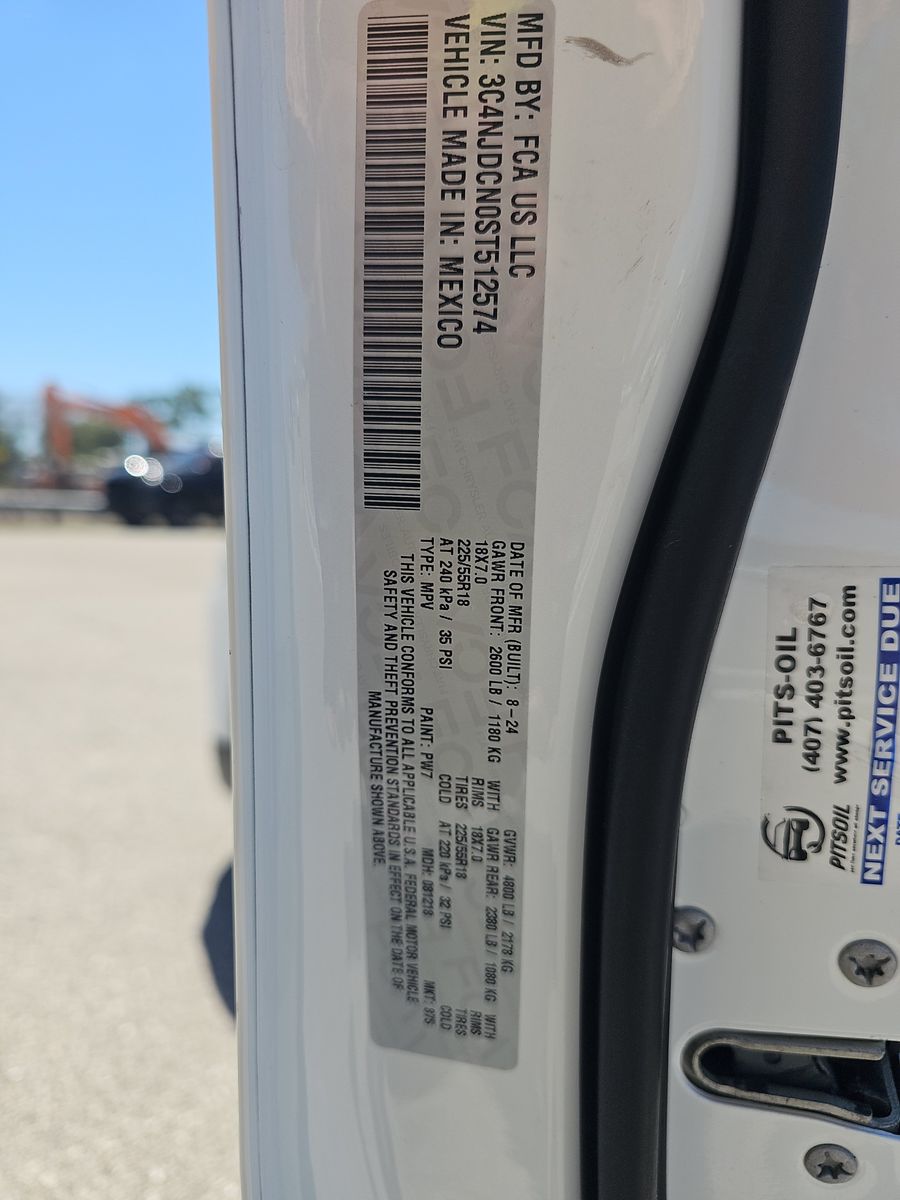 MFD BY: FCA US LLC
VIN: 3C4NJDCN0ST512574
VEHICLE MADE IN: MEXICO
DATE OF MFR (BUILT): 8-24 GVWR: 4800 LB / 2178 KG
GAWR FRONT: 2600 LB / 1180 KG WITH GAWR REAR: 2380 LB / 1080 KG WITH
18X7.0 RIMS 18X7.0 RIMS
225/55R18 TIRES 225/55R18 TIRES
AT 240 kPa / 35 PSI COLD AT 220 kPa / 32 PSI COLD
TYPE: MPV PAINT: PW7 MDH: 081218 MKT: 975
THIS VEHICLE CONFORMS TO ALL APPLICABLE U.S.A. FEDERAL MOTOR VEHICLE
SAFETY AND THEFT PREVENTION STANDARDS IN EFFECT ON THE DATE OF
MANUFACTURE SHOWN ABOVE.
PITS-OIL
(407) 403-6767
www.pitsoil.com
PITSOIL
NEXT SERVICE DUE